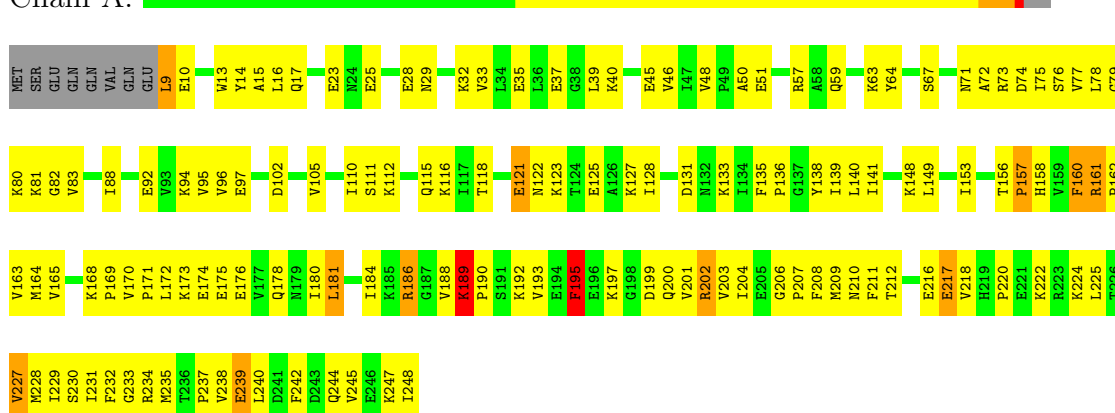 Chain A:
MET SER GLU GLN GLN VAL GLN GLU L9 E10 W13 Y14 A15 L16 Q17 E23 N24 E25 E28 N29 K32 V33 L34 E35 L36 E37 G38 L39 K40 E45 V46 I47 V48 P49 A50 E51 R57 A58 Q59 K63 Y64 S67 N71 A72 R73 D74 I75 S76 V77 L78 G79
K80 K81 G82 V83 I88 E92 V93 K94 V95 V96 E97 D102 V105 I110 S111 K112 Q115 K116 I117 T118 E121 N122 K123 T124 E125 A126 K127 I128 D131 N132 K133 I134 F135 P136 G137 Y138 I139 L140 I141 K148 L149 I153 T156 P157 H158 V159 F160 R161 P162
V163 M164 V165 K168 P169 V170 P171 L172 K173 E174 E175 E176 V177 Q178 N179 I180 L181 I184 K185 R186 G187 V188 K189 P190 S191 K192 V193 E194 F195 E196 K197 G198 D199 Q200 V201 R202 V203 I204 E205 G206 P207 F208 M209 N210 F211 T212 E216 E217 V218 H219 P220 E221 K222 R223 K224 L225 T226
V227 M228 I229 S230 I231 F232 G233 R234 M235 T236 P237 V238 E239 L240 D241 F242 D243 Q244 V245 E246 K247 I248